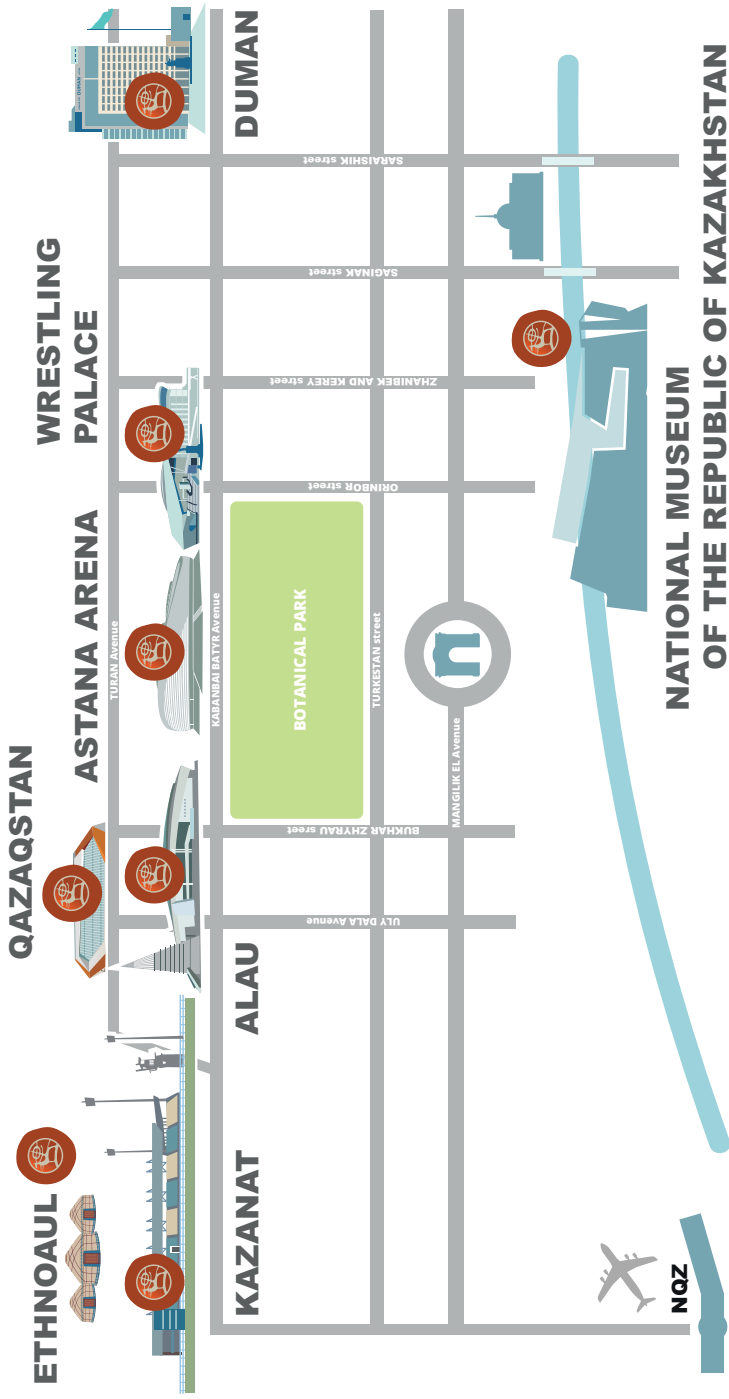 DUMAN
WRESTLING
PALACE
ASTANA ARENA
QAZAQSTAN
ALAU
KAZANAT
ETHNOAUL
NATIONAL MUSEUM
OF THE REPUBLIC OF KAZAKHSTAN
NQZ
BOTANICAL PARK
TURAN Avenue
KABANBAI BATYR Avenue
TURKESTAN street
MANGILIK EL Avenue
SARAISHIK street
SAGINAK street
ZHANIBEK AND KEREY street
ORINBOR street
BUKHAR ZHYRAU sreet
ULY DALA Avenue